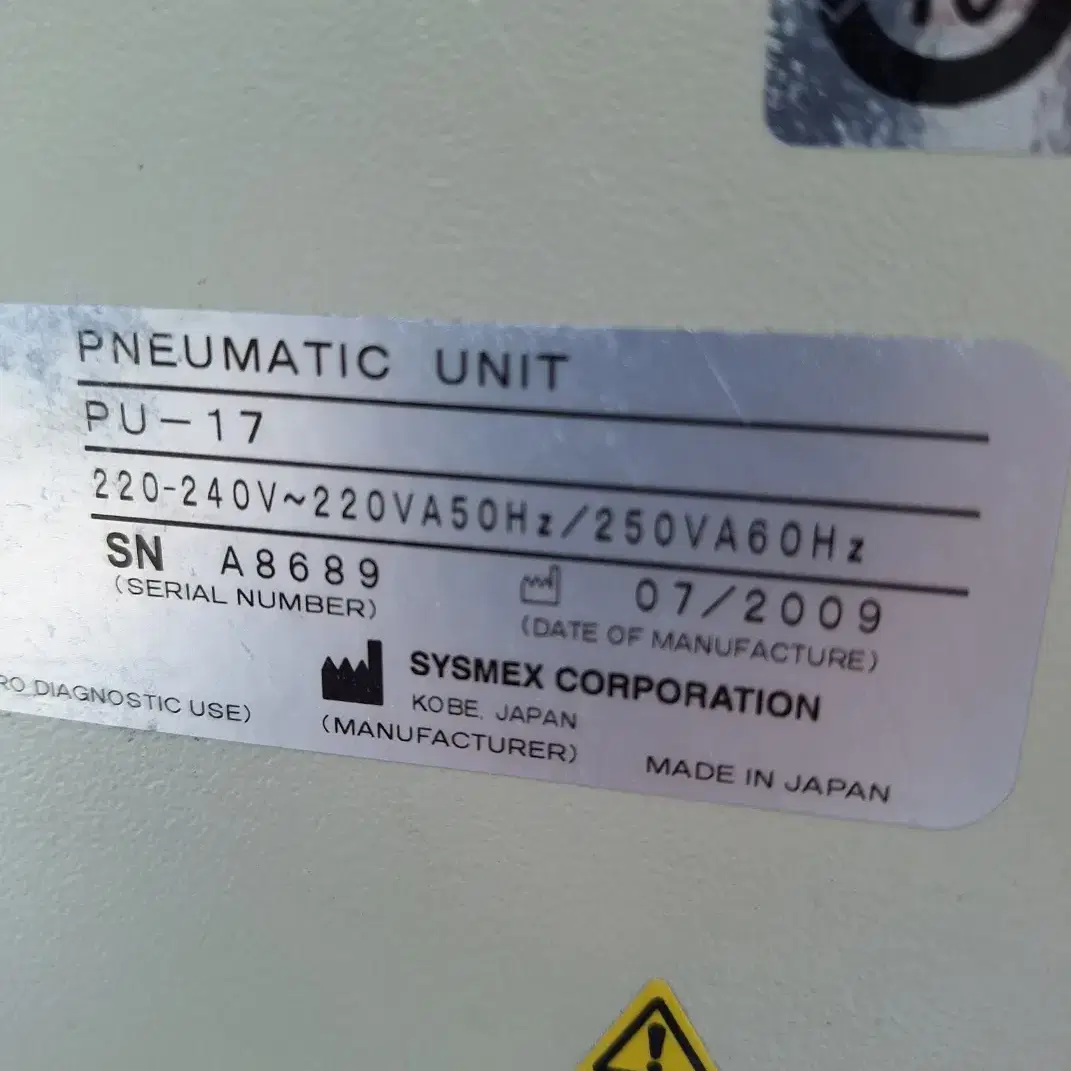 10
PNEUMATIC UNIT
PU-17
220-240V~220VA50Hz/250VA60Hz
SN A8689 07/2009
(SERIAL NUMBER) (DATE OF MANUFACTURE)
SYSMEX CORPORATION
KOBE, JAPAN
DIAGNOSTIC USE) (MANUFACTURER)
MADE IN JAPAN